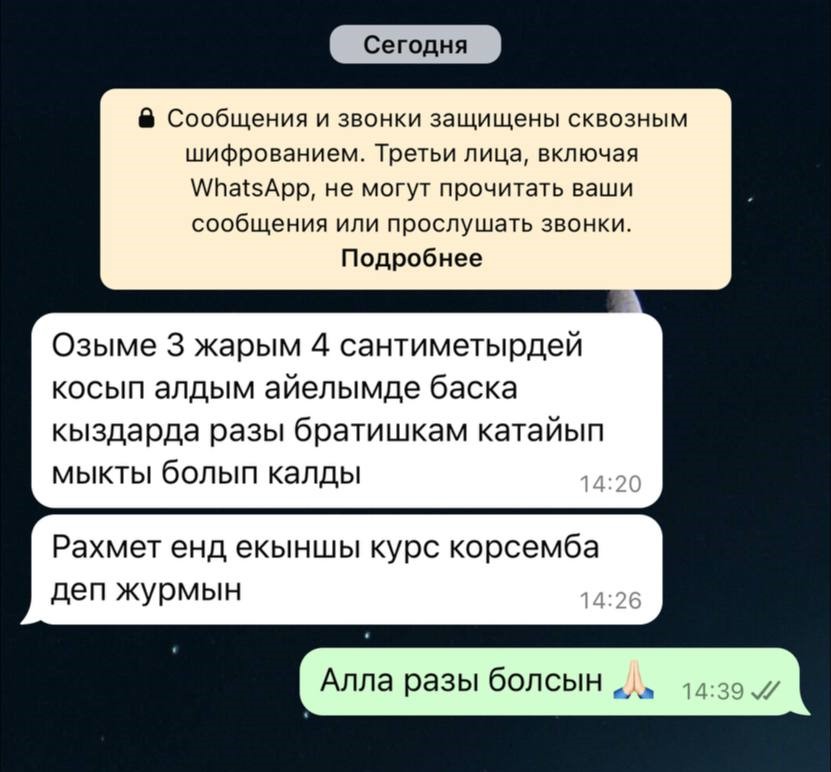 Сегодня
Сообщения и звонки защищены сквозным
шифрованием. Третьи лица, включая
WhatsApp, не могут прочитать ваши
сообщения или прослушать звонки.
Подробнее
Озыме 3 жарым 4 сантиметырдей
косып алдым айелымде баска
кыздарда разы братишкам катайып
мыкты болып калды
14:20
Рахмет енд екыншы курс корсемба
деп журмын
14:26
Алла разы болсын 🙏🏻 14:39